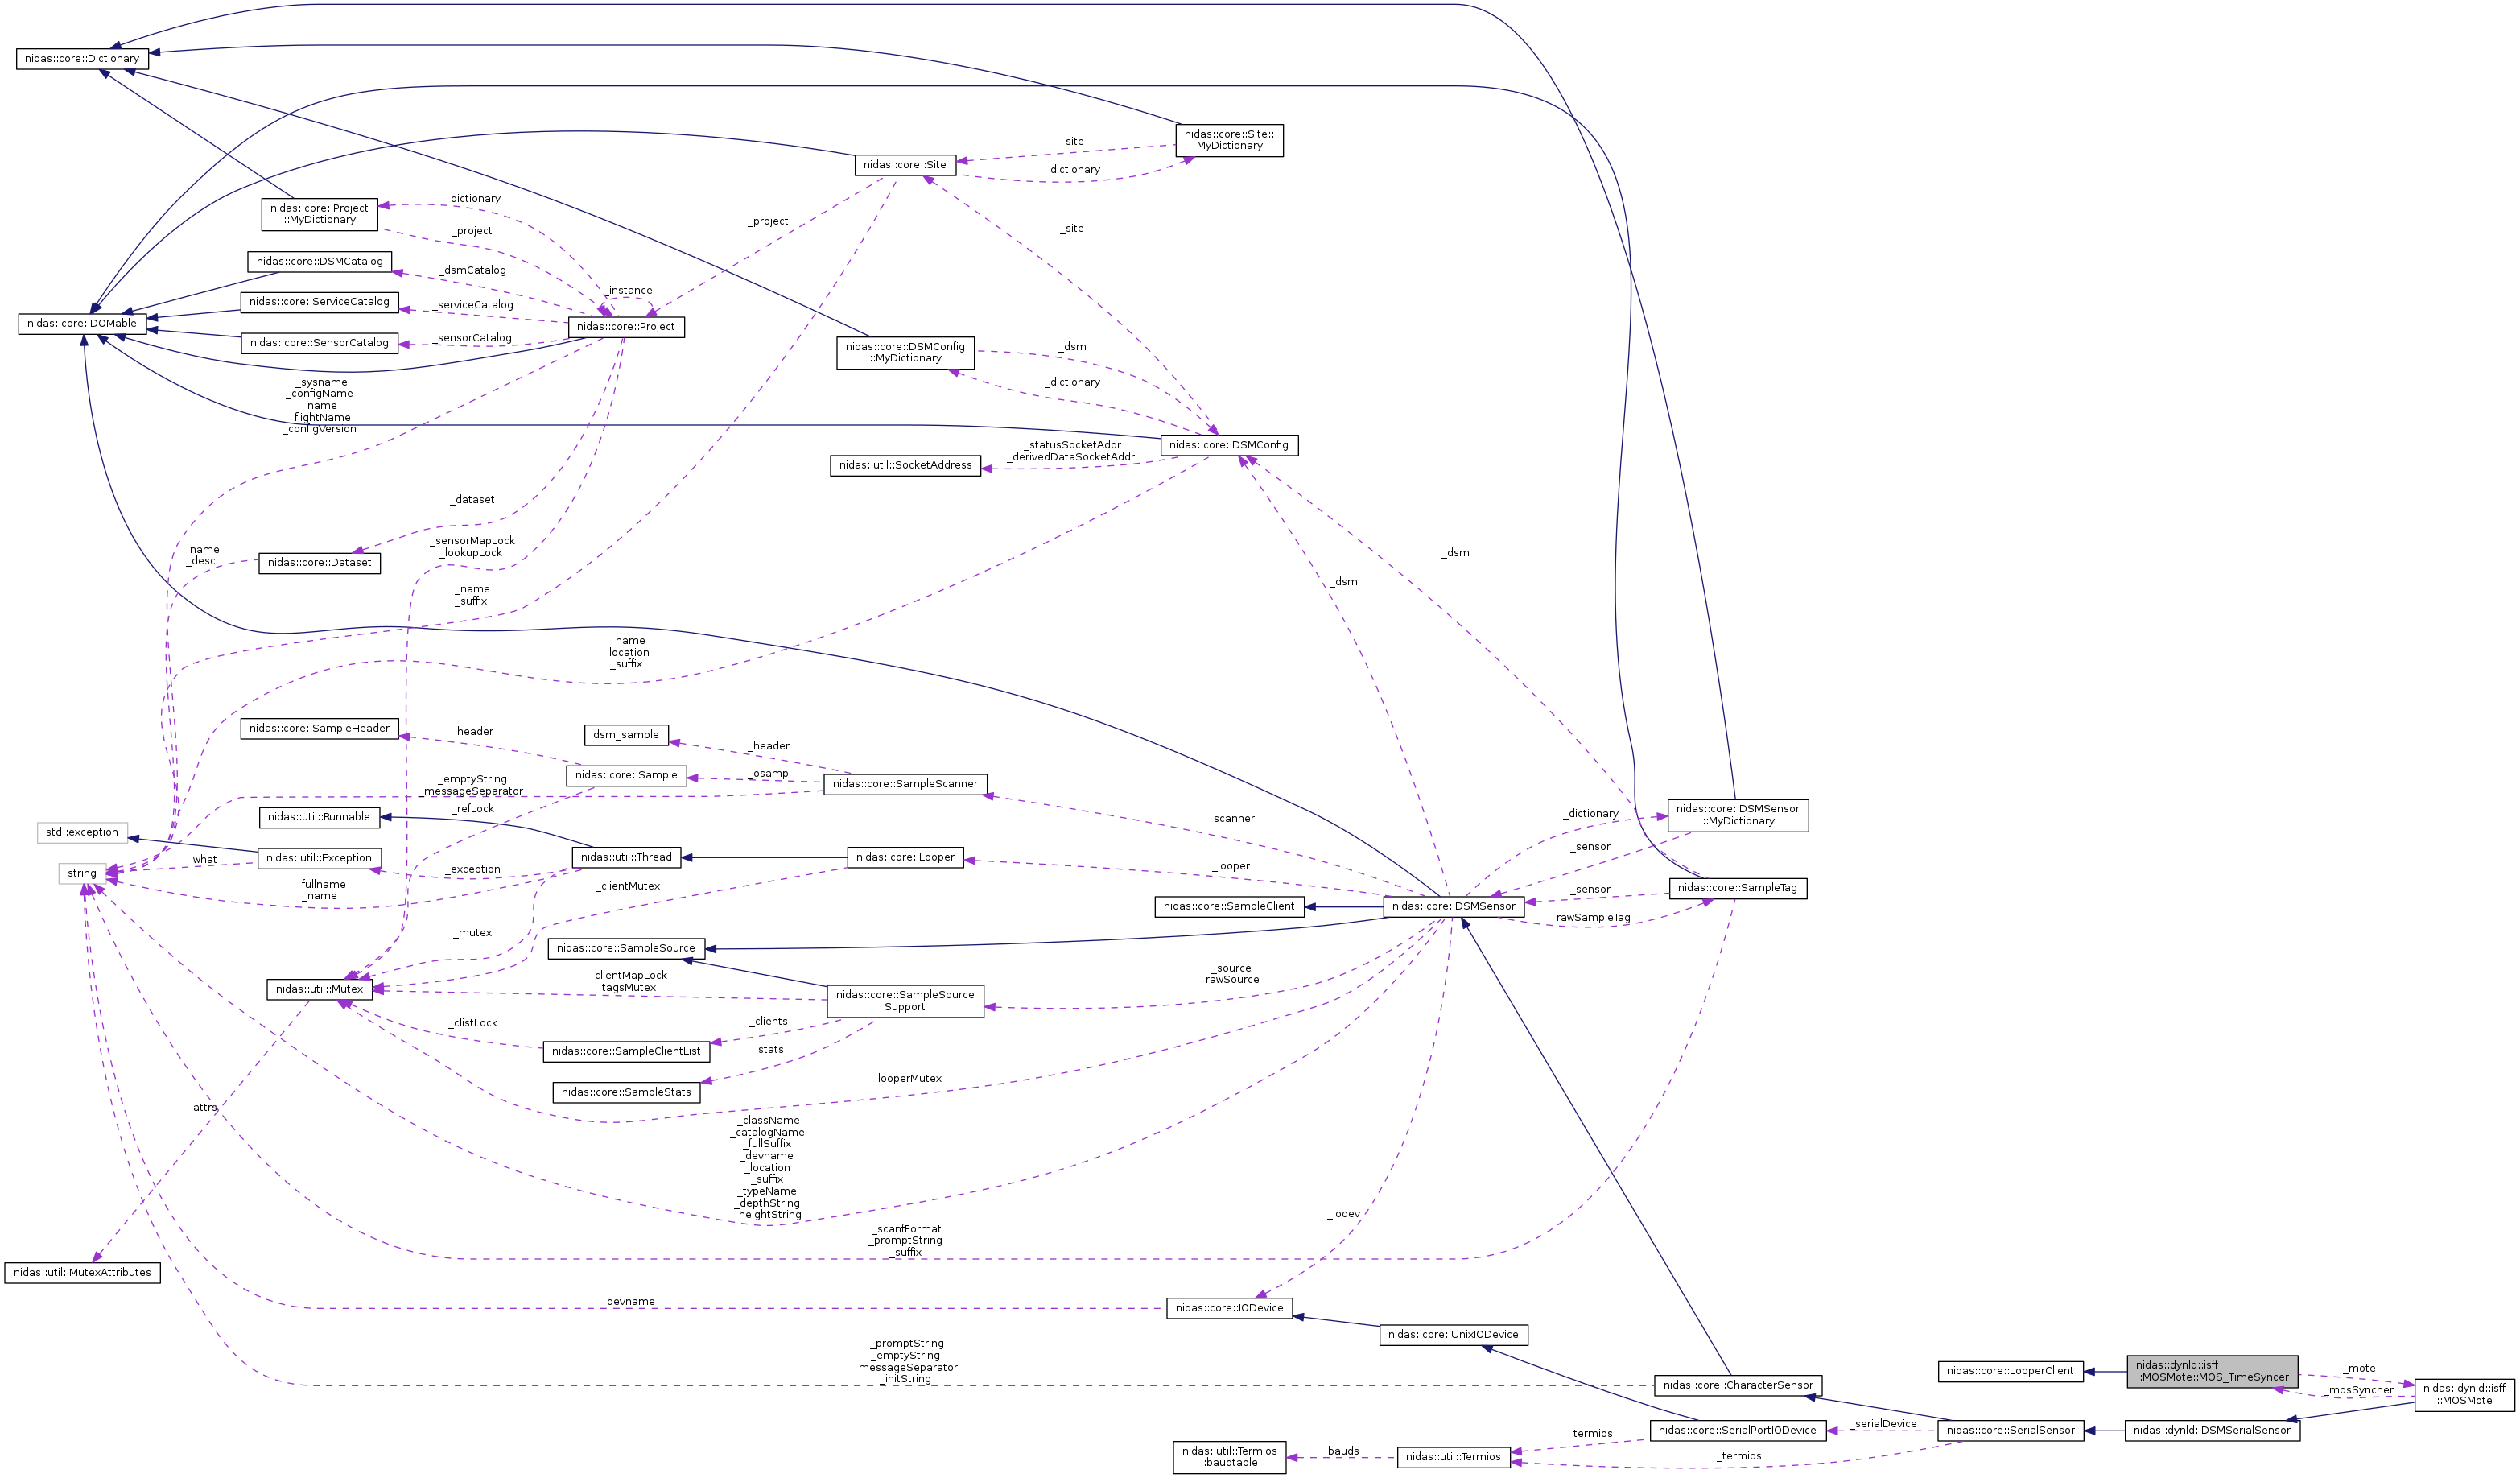 nidas::core::Dictionary
nidas::core::Site::
MyDictionary
_site
_dictionary
nidas::core::Site
nidas::core::Project
::MyDictionary
_dictionary
_project
_project
_site
nidas::core::DSMCatalog
_dsmCatalog
_instance
nidas::core::ServiceCatalog
_serviceCatalog
nidas::core::DOMable
nidas::core::Project
nidas::core::SensorCatalog
_sensorCatalog
nidas::core::DSMConfig
::MyDictionary
_dsm
_dictionary
_sysname
_configName
_name
_flightName
_configVersion
nidas::core::DSMConfig
_statusSocketAddr
_derivedDataSocketAddr
nidas::util::SocketAddress
_dataset
_sensorMapLock
_lookupLock
_name
_desc
nidas::core::Dataset
_dsm
_dsm
_name
_suffix
_name
_location
_suffix
nidas::core::SampleHeader
_header
dsm_sample
_header
nidas::core::Sample
_osamp
nidas::core::SampleScanner
_emptyString
_messageSeparator
_refLock
nidas::util::Runnable
_scanner
_dictionary
nidas::core::DSMSensor
::MyDictionary
std::exception
nidas::util::Exception
_what
string
nidas::util::Thread
_exception
nidas::core::Looper
_looper
_sensor
_fullname
_name
_clientMutex
nidas::core::SampleTag
_sensor
_rawSampleTag
nidas::core::SampleClient
nidas::core::DSMSensor
_mutex
nidas::core::SampleSource
_source
_rawSource
nidas::util::Mutex
_clientMapLock
_tagsMutex
nidas::core::SampleSource
Support
_clistLock
_clients
nidas::core::SampleClientList
_stats
nidas::core::SampleStats
_looperMutex
_attrs
_className
_catalogName
_fullSuffix
_devname
_location
_suffix
_typeName
_depthString
_heightString
_iodev
_scanfFormat
_promptString
_suffix
nidas::util::MutexAttributes
_devname
nidas::core::IODevice
nidas::core::UnixIODevice
_promptString
_emptyString
_messageSeparator
_initString
nidas::core::CharacterSensor
nidas::core::LooperClient
nidas::dynld::isff
::MOSMote::MOS_TimeSyncer
_mote
_mosSyncher
nidas::dynld::isff
::MOSMote
nidas::core::SerialPortIODevice
_serialDevice
nidas::core::SerialSensor
nidas::dynld::DSMSerialSensor
_termios
_termios
nidas::util::Termios
bauds
nidas::util::Termios
::baudtable